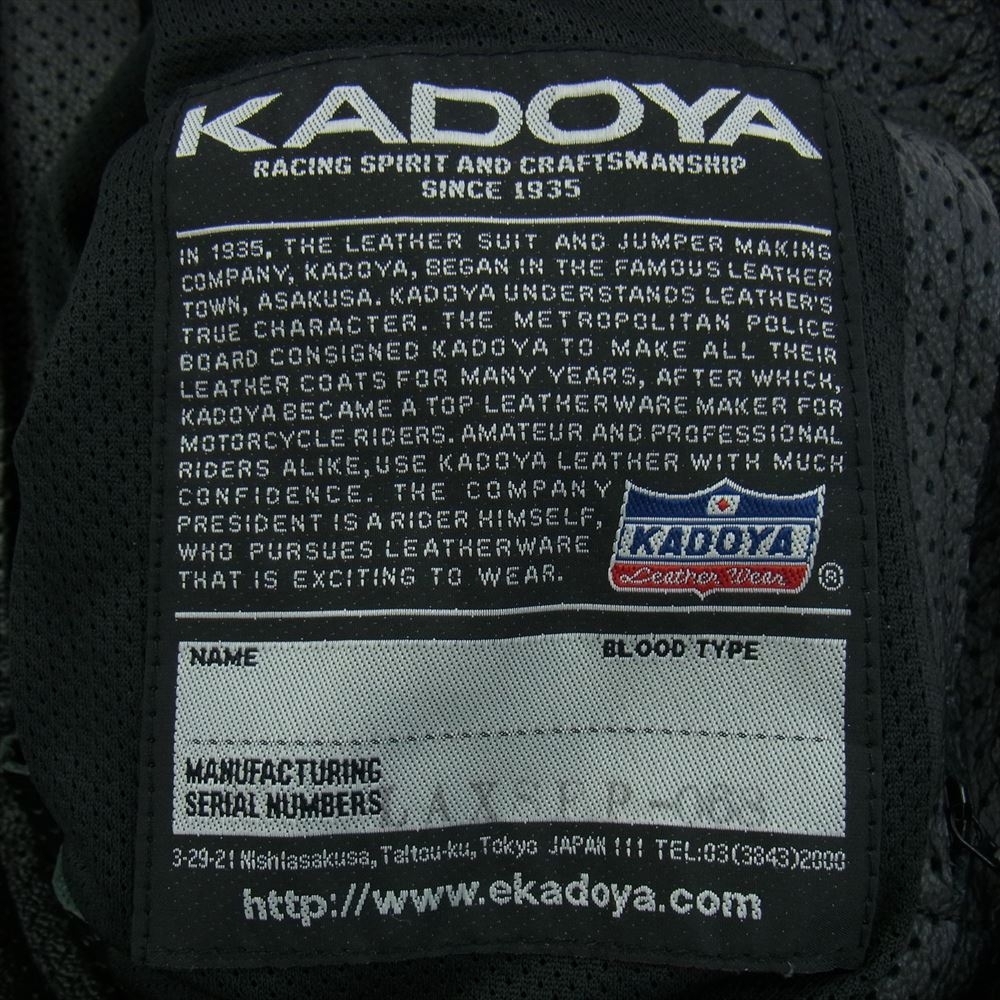 KADOYA
RACING SPIRIT AND CRAFTSMANSHIP
SINCE 1935
IN 1935, THE LEATHER SUIT AND JUMPER MAKING
COMPANY, KADOYA, BEGAN IN THE FAMOUS LEATHER
TOWN, ASAKUSA. KADOYA UNDERSTANDS LEATHER'S
TRUE CHARACTER. THE METROPOLITAN POLICE
BOARD CONSIGNED KADOYA TO MAKE ALL THEIR
LEATHER COATS FOR MANY YEARS, AFTER WHICH,
KADOYA BECAME A TOP LEATHERWARE MAKER FOR
MOTORCYCLE RIDERS. AMATEUR AND PROFESSIONAL
RIDERS ALIKE, USE KADOYA LEATHER WITH MUCH
CONFIDENCE. THE COMPANY
PRESIDENT IS A RIDER HIMSELF,
WHO PURSUES LEATHERWARE
THAT IS EXCITING TO WEAR.
KADOYA
Leather Wear ®
NAME BLOOD TYPE
MANUFACTURING
SERIAL NUMBERS
3-29-21 Nishiasakusa, Taitou-ku, Tokyo JAPAN 111 TEL:03(3843)2000
http://www.ekadoya.com